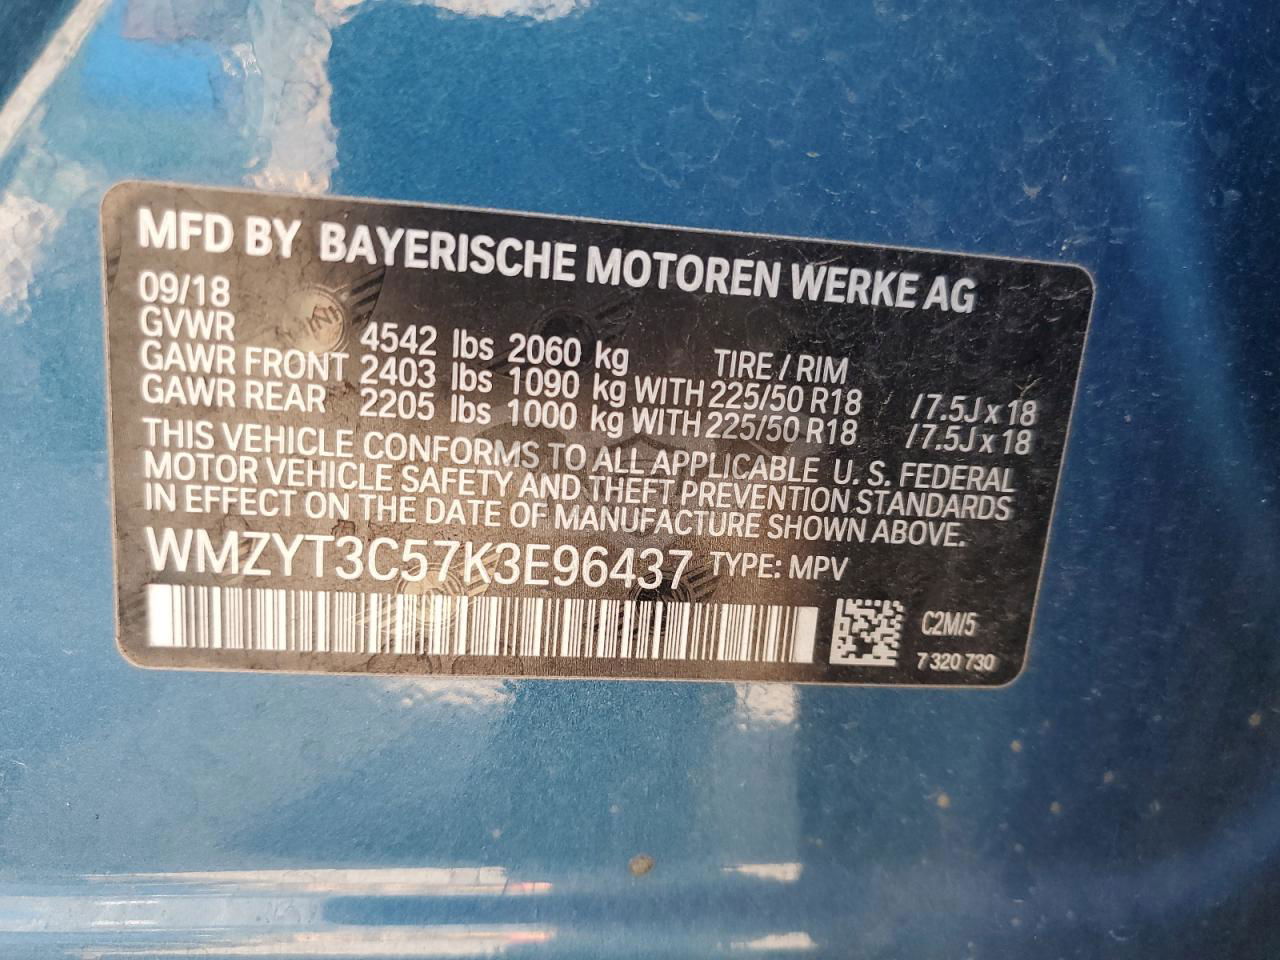 MFD BY BAYERISCHE MOTOREN WERKE AG
09/18
GVWR 4542 lbs 2060 kg TIRE / RIM
GAWR FRONT 2403 lbs 1090 kg WITH 225/50 R18 /7.5J x 18
GAWR REAR 2205 lbs 1000 kg WITH 225/50 R18 /7.5J x 18
THIS VEHICLE CONFORMS TO ALL APPLICABLE U. S. FEDERAL
MOTOR VEHICLE SAFETY AND THEFT PREVENTION STANDARDS
IN EFFECT ON THE DATE OF MANUFACTURE SHOWN ABOVE.
WMZYT3C57K3E96437 TYPE: MPV
C2M/5
7 320 730